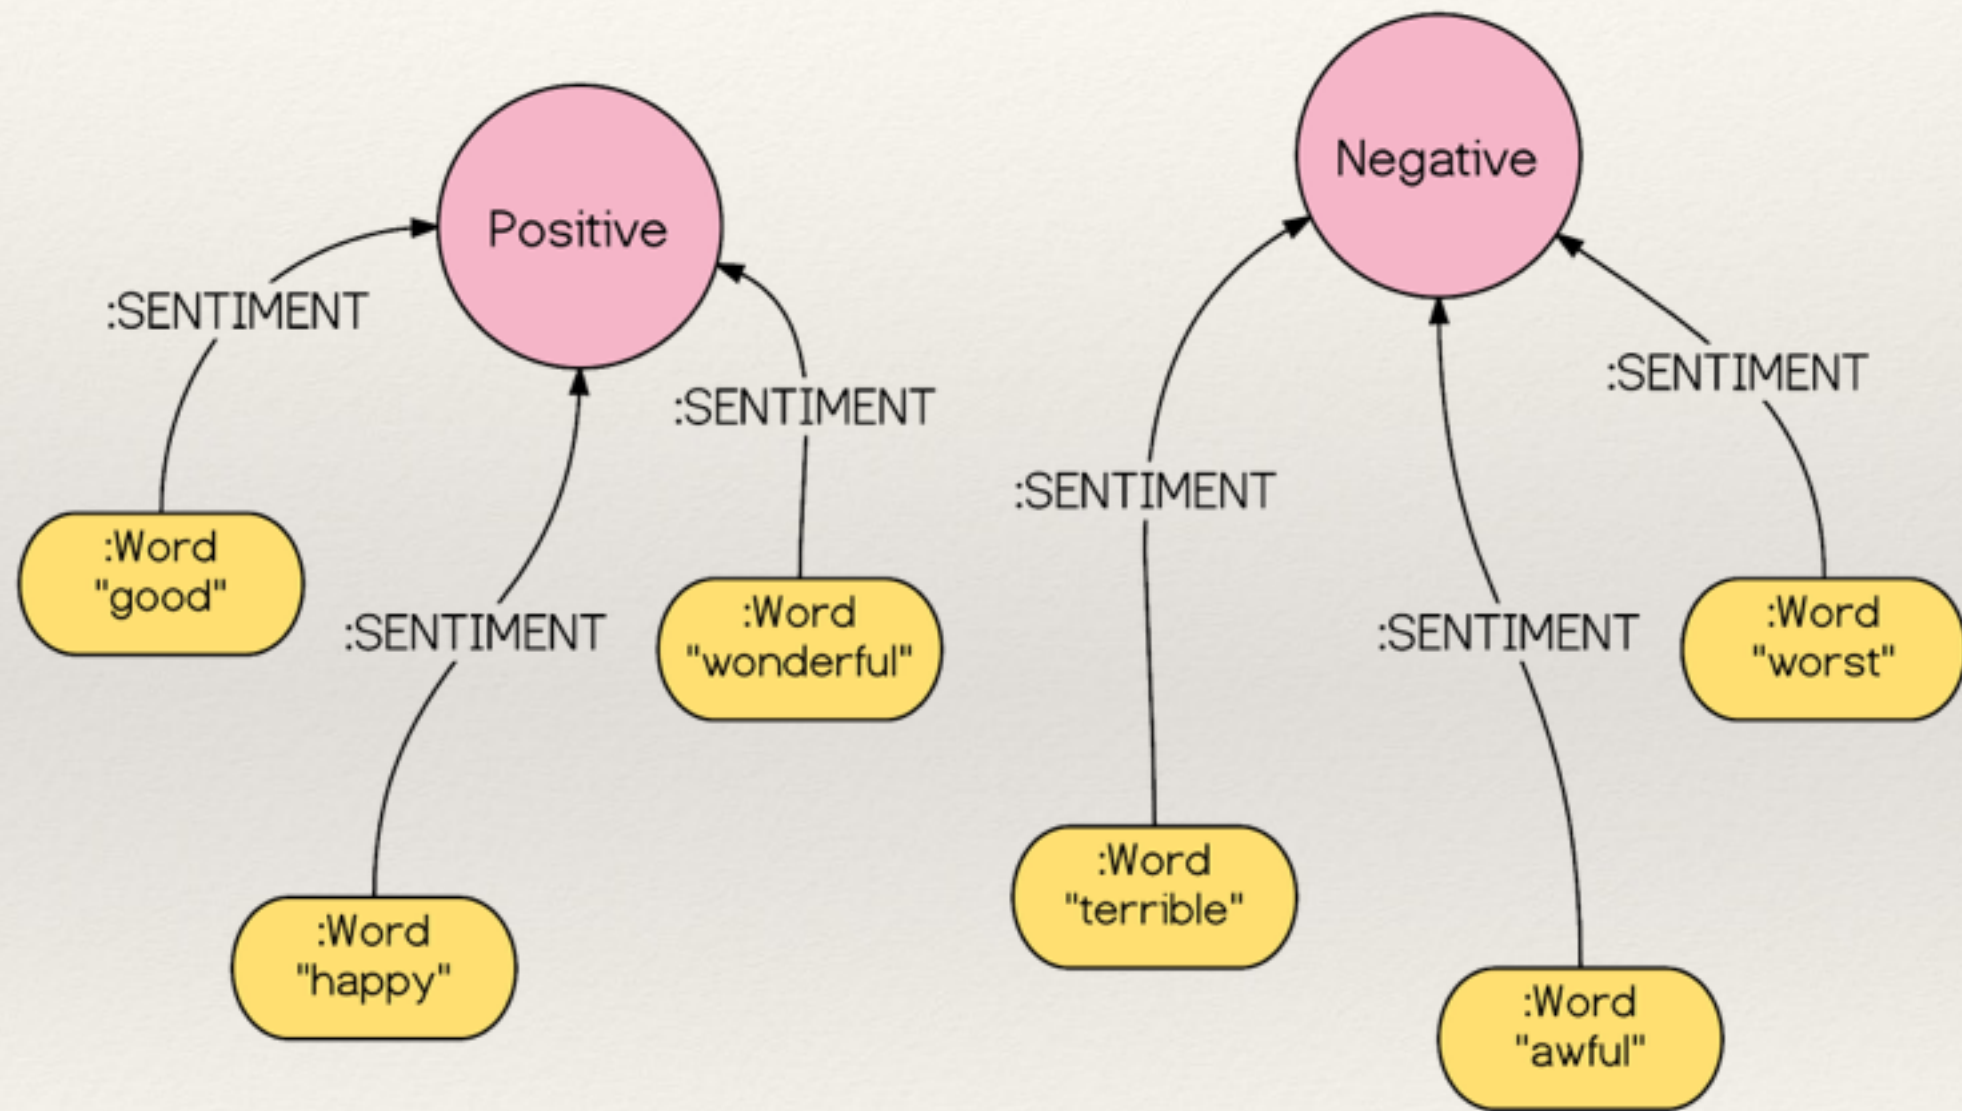 Positive
:SENTIMENT
:SENTIMENT
:SENTIMENT
:Word
"good"
:Word
"happy"
:Word
"wonderful"
Negative
:SENTIMENT
:SENTIMENT
:SENTIMENT
:Word
"terrible"
:Word
"awful"
:Word
"worst"